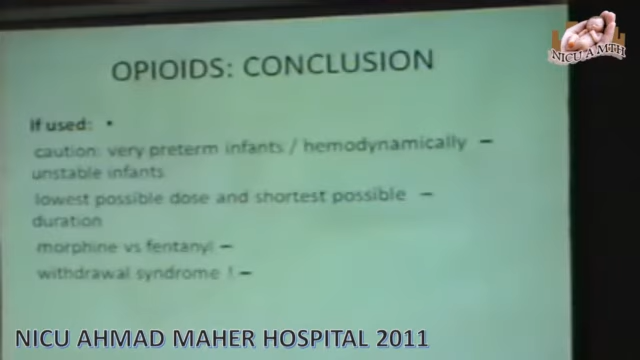 OPIOIDS: CONCLUSION
If used: •
caution: very preterm infants / hemodynamically –
unstable infants
lowest possible dose and shortest possible –
duration
morphine vs fentanyl –
withdrawal syndrome ! –
NICU AHMAD MAHER HOSPITAL 2011
NICU A MTH